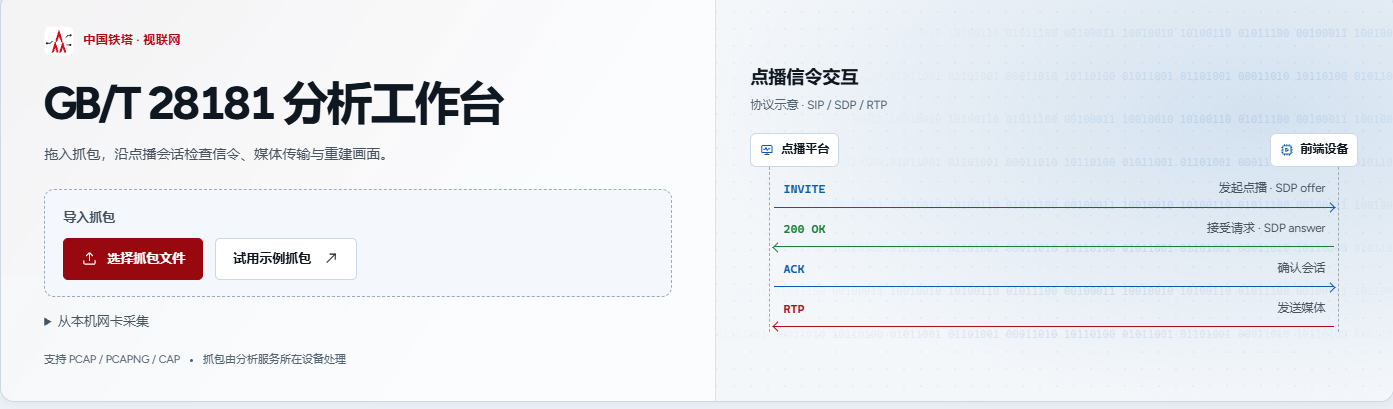 中国铁塔 · 视联网
GB/T 28181 分析工作台
拖入抓包，沿点播会话检查信令、媒体传输与重建画面。
导入抓包
选择抓包文件
试用示例抓包
▶ 从本机网卡采集
支持 PCAP / PCAPNG / CAP • 抓包由分析服务所在设备处理
点播信令交互
协议示意 · SIP / SDP / RTP
点播平台
前端设备
INVITE
发起点播 · SDP offer
200 OK
接受请求 · SDP answer
ACK
确认会话
RTP
发送媒体